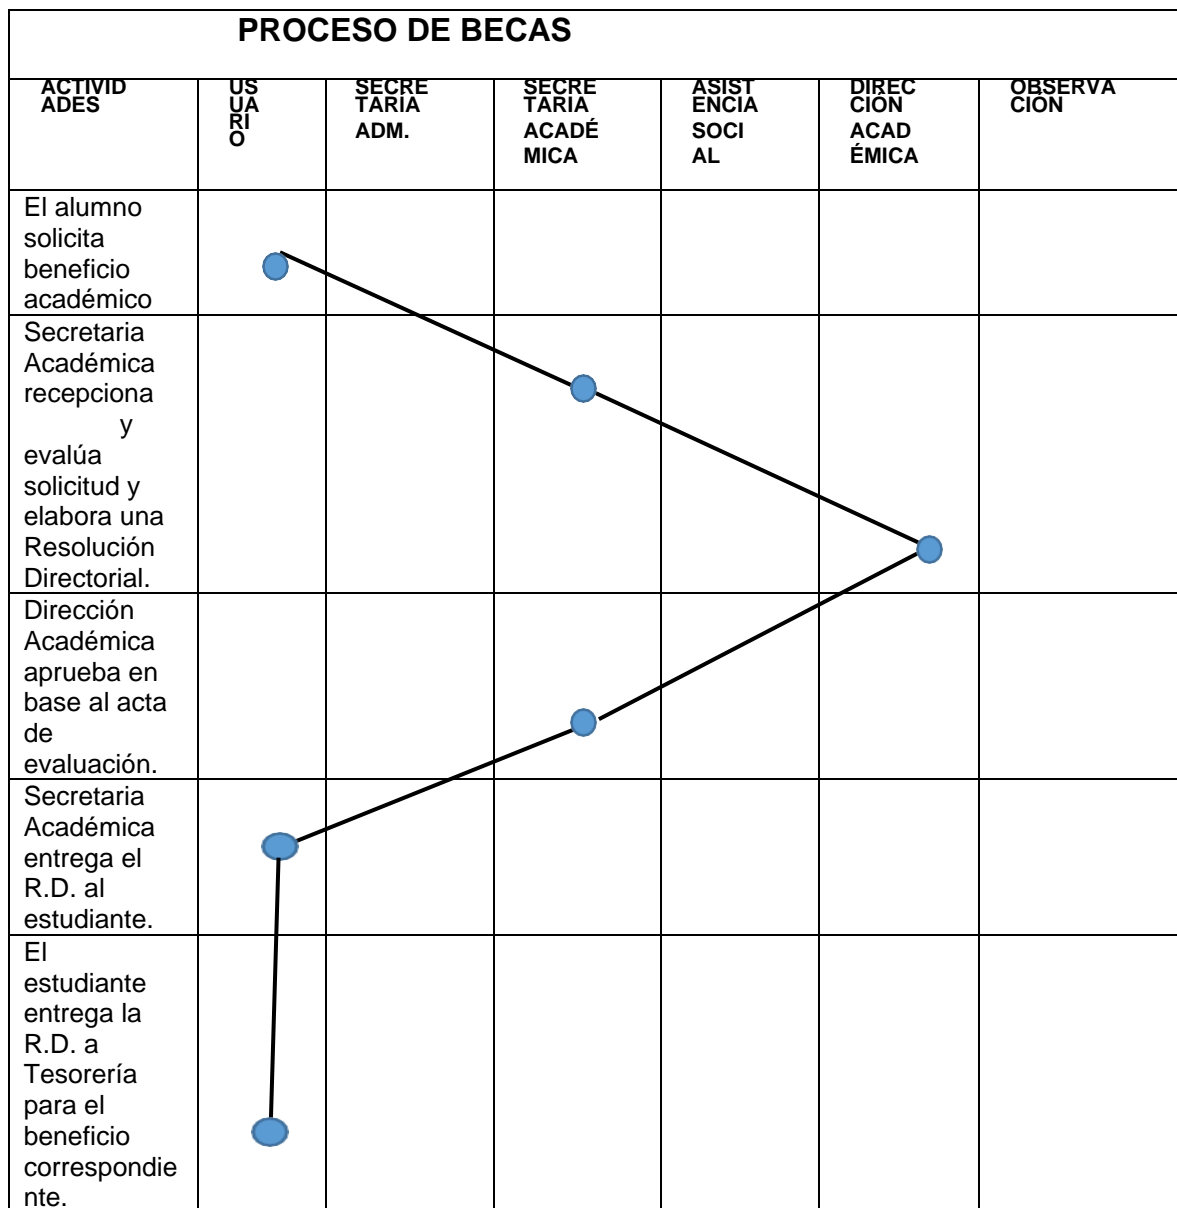 PROCESO DE BECAS
ACTIVID
ADES
US
UA
RI
O
SECRE
TARIA
ADM.
SECRE
TARIA
ACADÉ
MICA
ASIST
ENCIA
SOCI
AL
DIREC
CIÓN
ACAD
ÉMICA
OBSERVA
CIÓN
El alumno
solicita
beneficio
académico
Secretaria
Académica
recepciona
y
evalúa
solicitud y
elabora una
Resolución
Directorial.
Dirección
Académica
aprueba en
base al acta
de
evaluación.
Secretaria
Académica
entrega el
R.D. al
estudiante.
El
estudiante
entrega la
R.D. a
Tesorería
para el
beneficio
correspondie
nte.